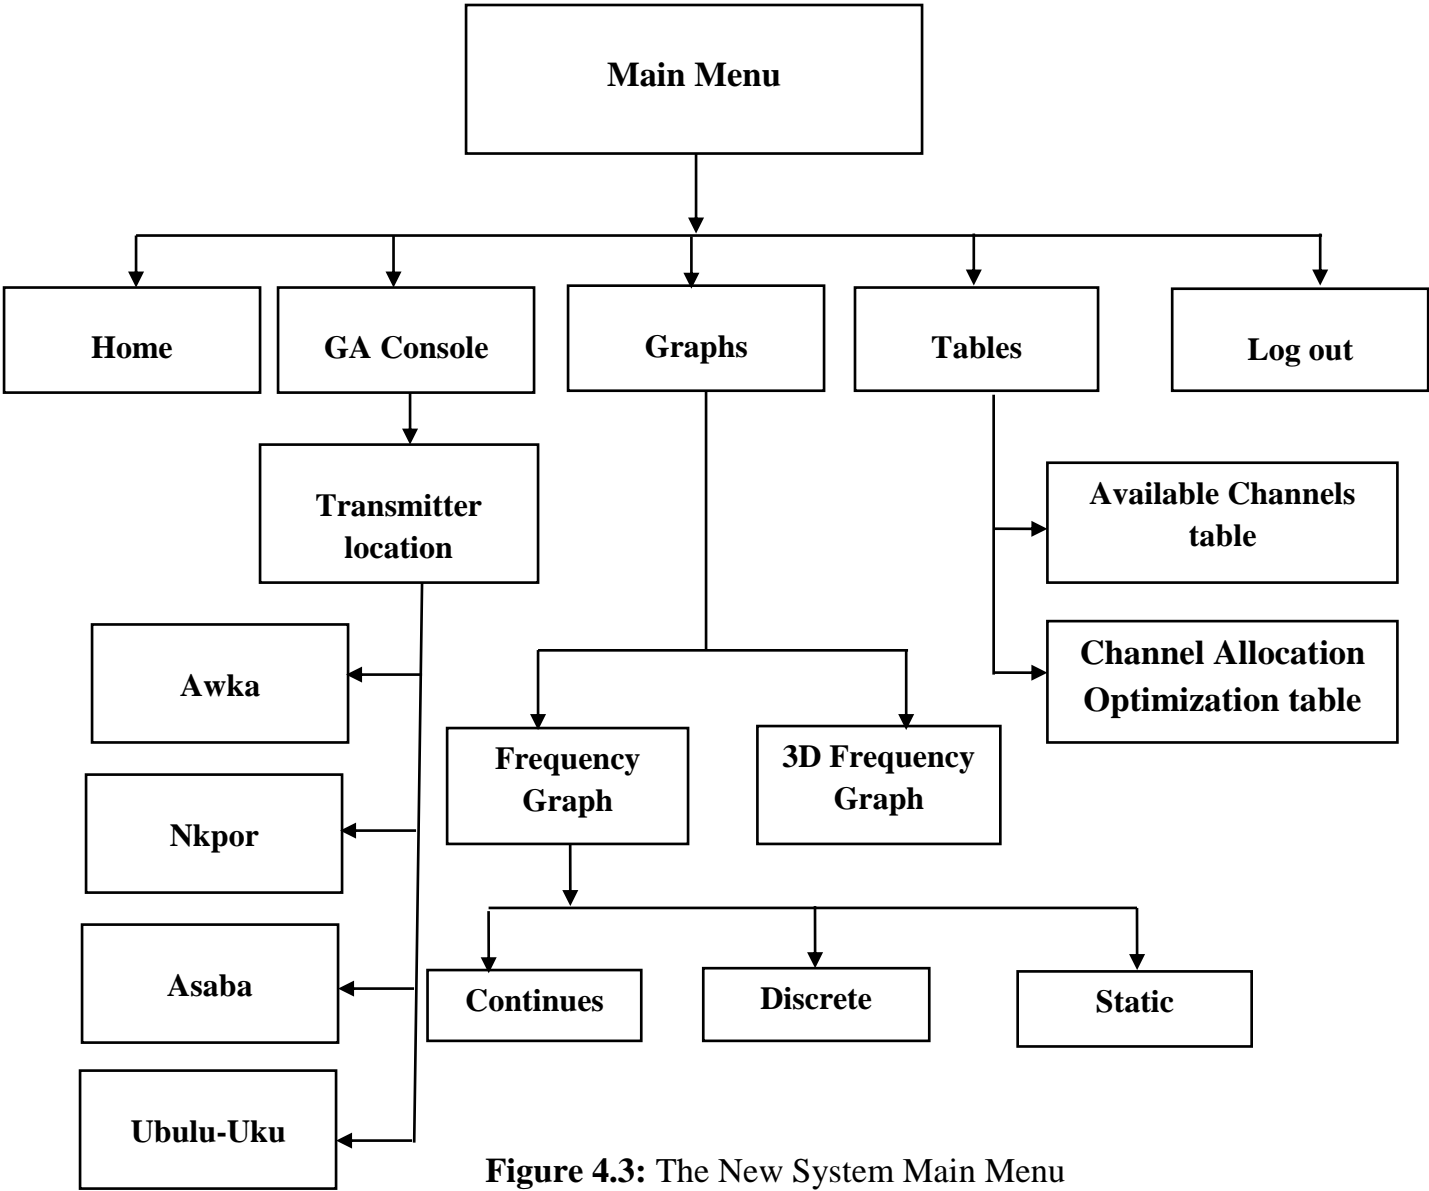 Main Menu
Home
GA Console
Graphs
Tables
Log out
Transmitter
location
Available Channels
table
Channel Allocation
Optimization table
Awka
Nkpor
Asaba
Ubulu-Uku
Frequency
Graph
3D Frequency
Graph
Continues
Discrete
Static
Figure 4.3: The New System Main Menu